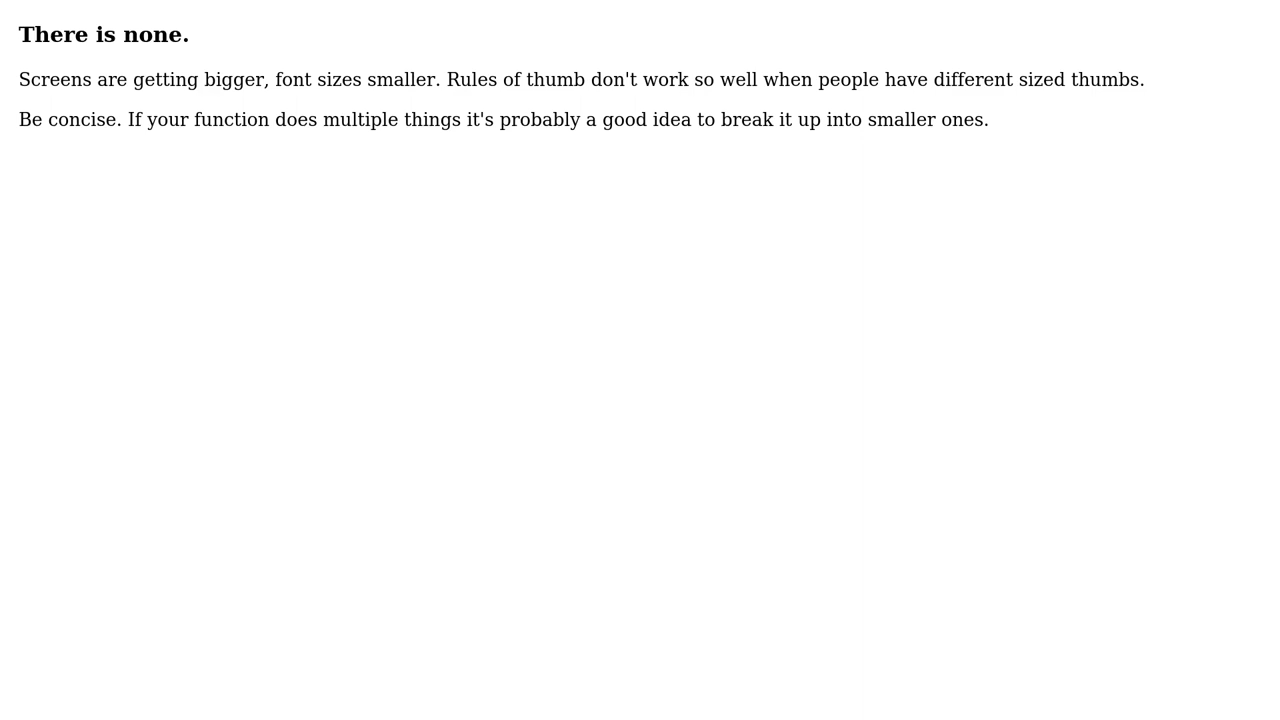 There is none.
Screens are getting bigger, font sizes smaller. Rules of thumb don't work so well when people have different sized thumbs.
Be concise. If your function does multiple things it's probably a good idea to break it up into smaller ones.